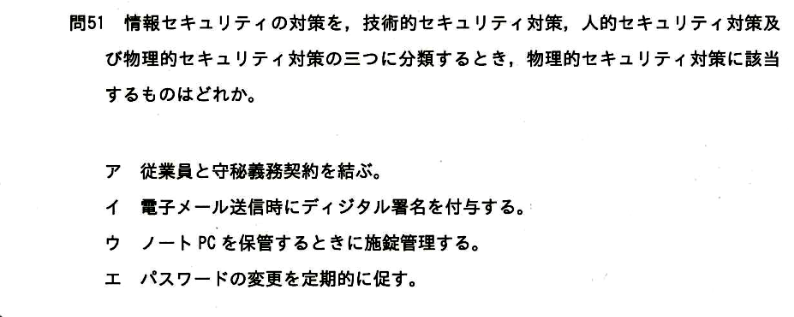 問51 情報セキュリティの対策を，技術的セキュリティ対策，人的セキュリティ対策及
び物理的セキュリティ対策の三つに分類するとき，物理的セキュリティ対策に該当
するものはどれか。
ア 従業員と守秘義務契約を結ぶ。
イ 電子メール送信時にディジタル署名を付与する。
ウ ノートPCを保管するときに施錠管理する。
エ パスワードの変更を定期的に促す。